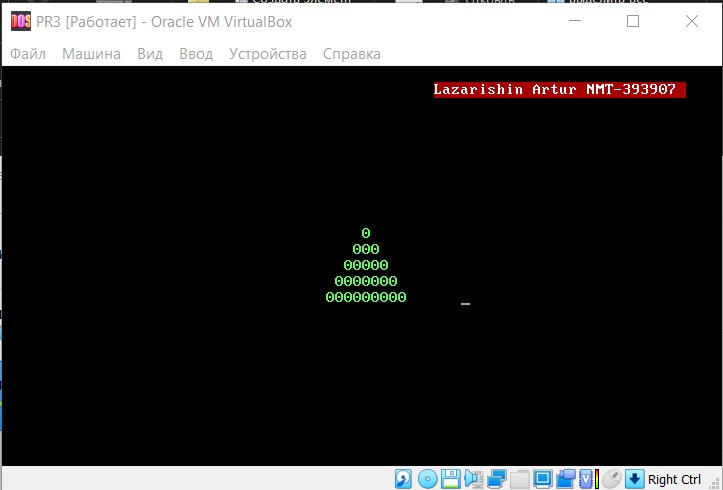 PR3 [Работает] - Oracle VM VirtualBox
Файл Машина Вид Ввод Устройства Справка
Lazarishin Artur NMT-393907
0
000
00000
0000000
000000000
Right Ctrl